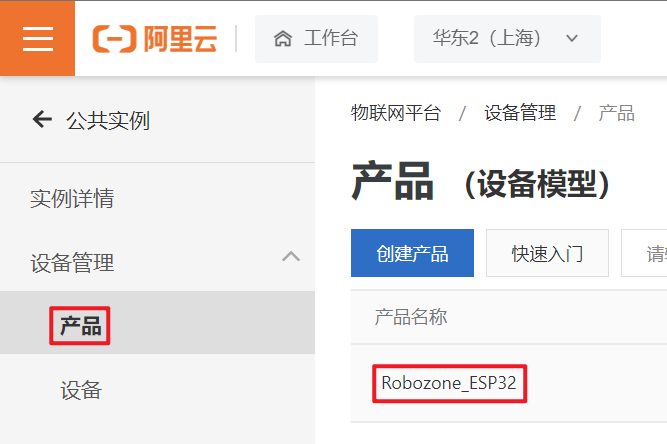 阿里云 工作台 华东2（上海）
公共实例
实例详情
设备管理
产品
设备
物联网平台 / 设备管理 / 产品
产品 （设备模型）
创建产品 快速入门
产品名称
Robozone_ESP32